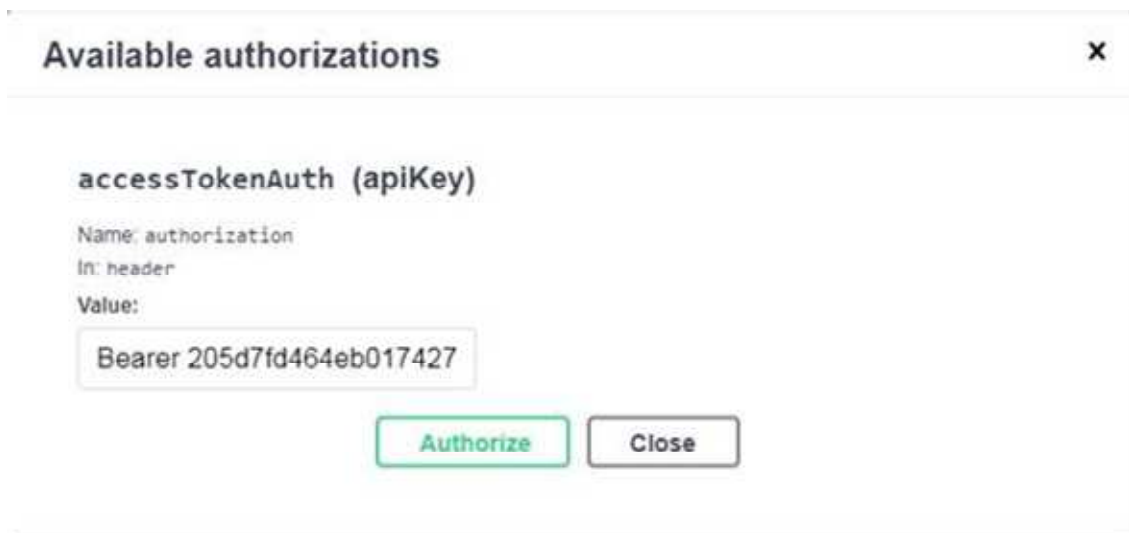 Available authorizations ×
accessTokenAuth (apiKey)
Name: authorization
In: header
Value:
Bearer 205d7fd464eb017427
Authorize Close